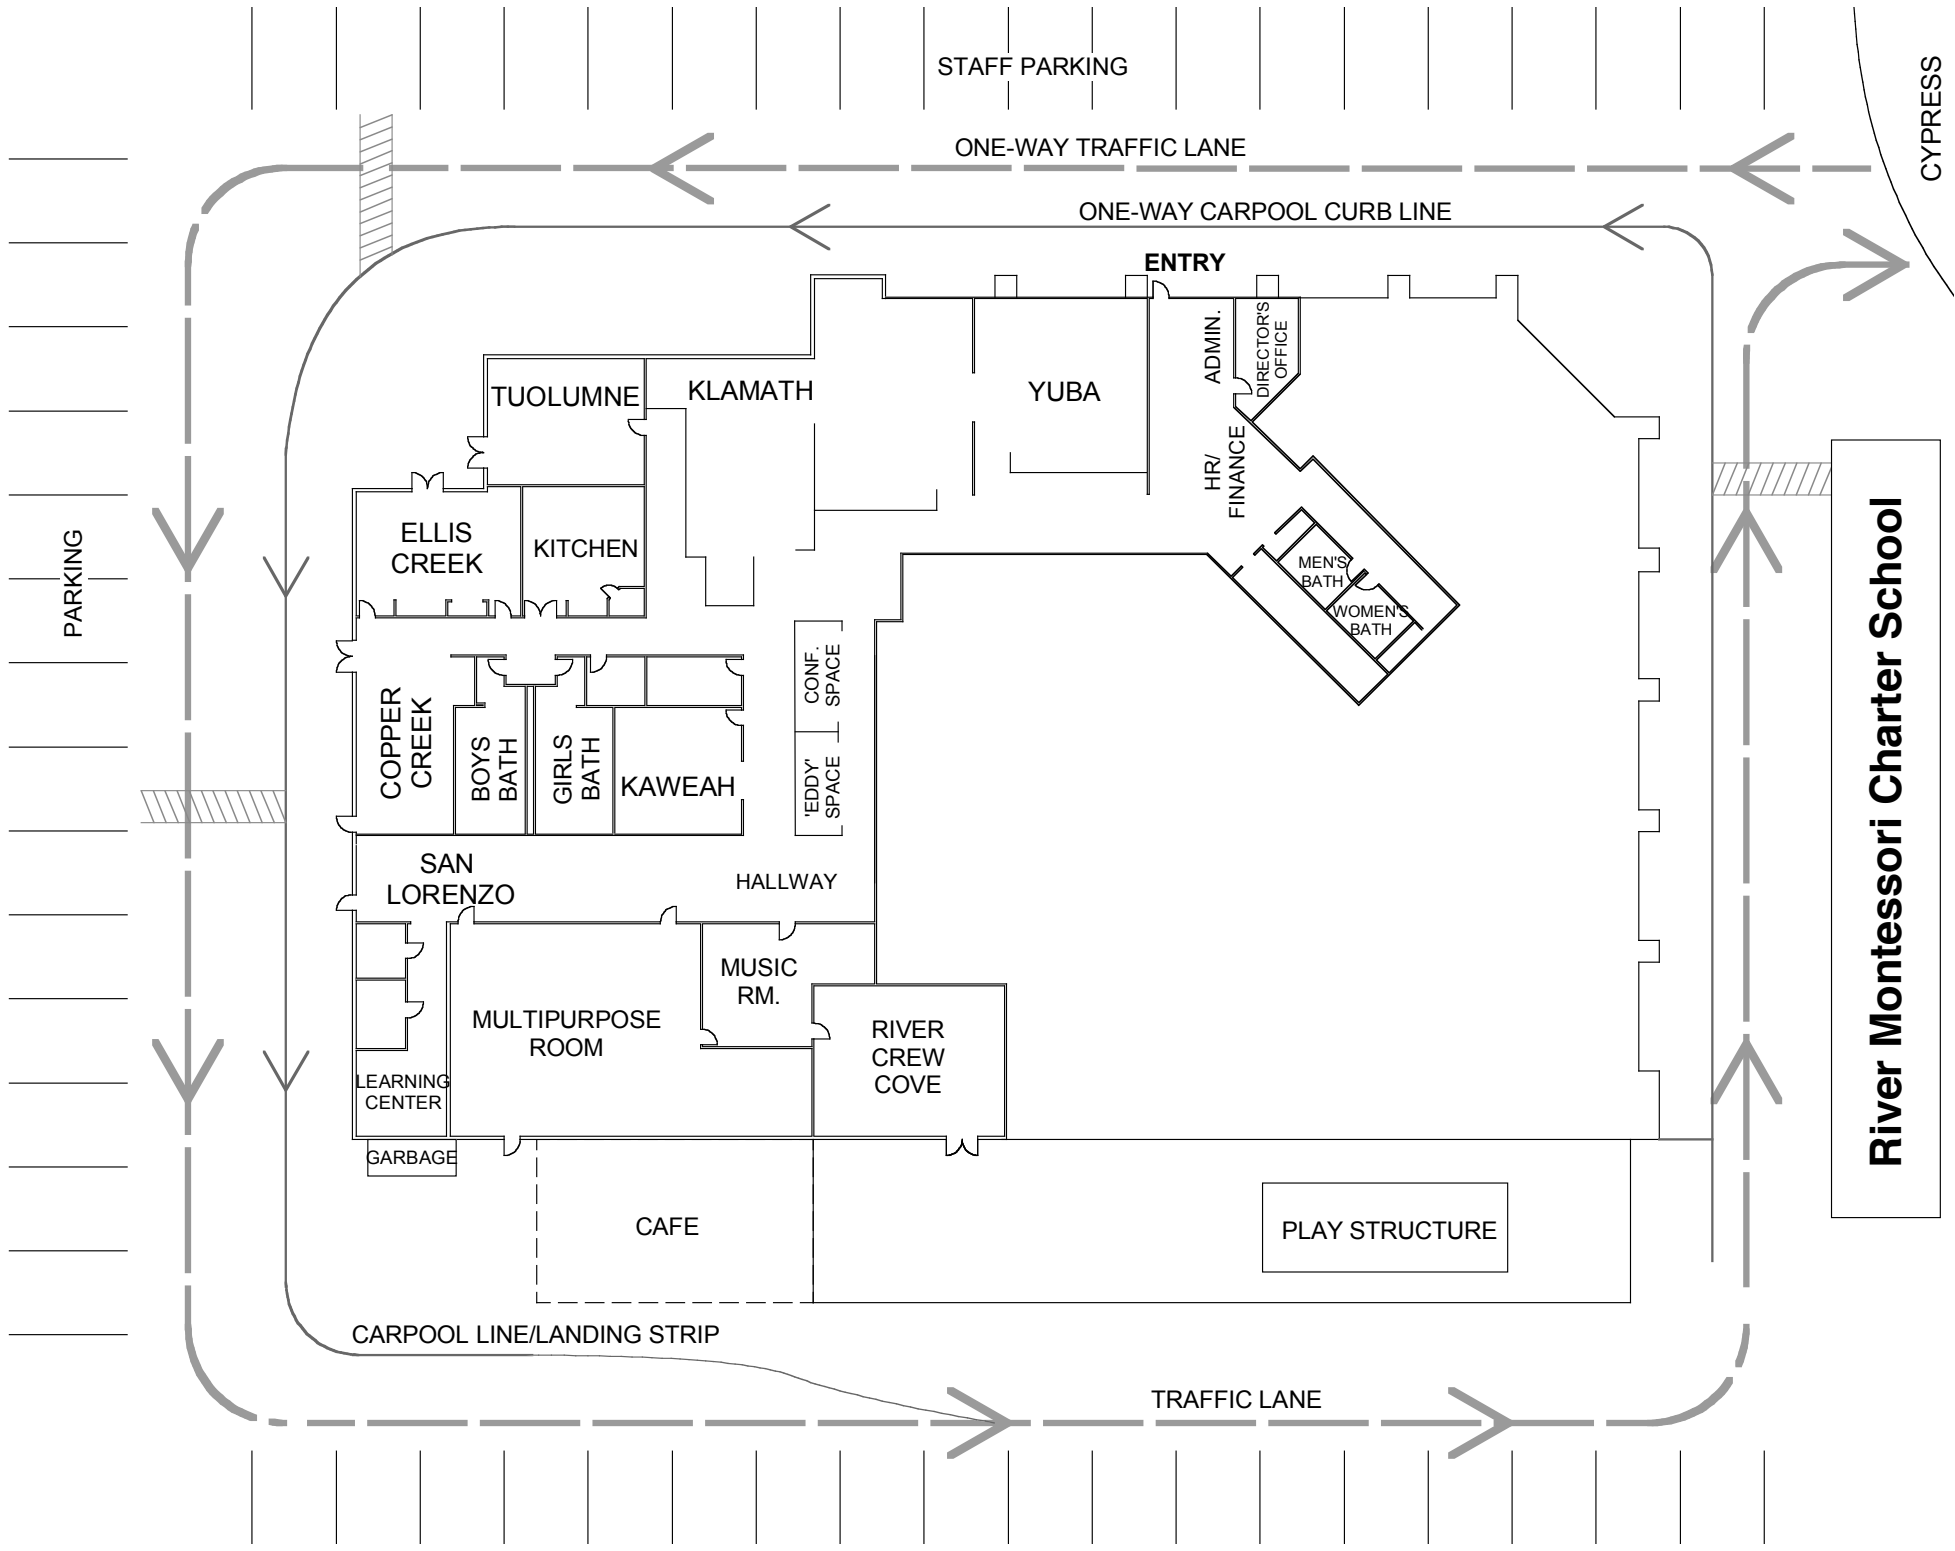 STAFF PARKING
CYPRESS
ONE-WAY TRAFFIC LANE
ONE-WAY CARPOOL CURB LINE
ENTRY
ADMIN.
DIRECTOR'S
OFFICE
TUOLUMNE
KLAMATH
YUBA
HR/
FINANCE
ELLIS
CREEK
KITCHEN
MEN'S
BATH
WOMEN'S
BATH
PARKING
COPPER
CREEK
BOYS
BATH
GIRLS
BATH
KAWEAH
CONF.
SPACE
'EDDY'
SPACE
SAN
LORENZO
HALLWAY
MUSIC
RM.
MULTIPURPOSE
ROOM
RIVER
CREW
COVE
LEARNING
CENTER
GARBAGE
CAFE
PLAY STRUCTURE
River Montessori Charter School
CARPOOL LINE/LANDING STRIP
TRAFFIC LANE